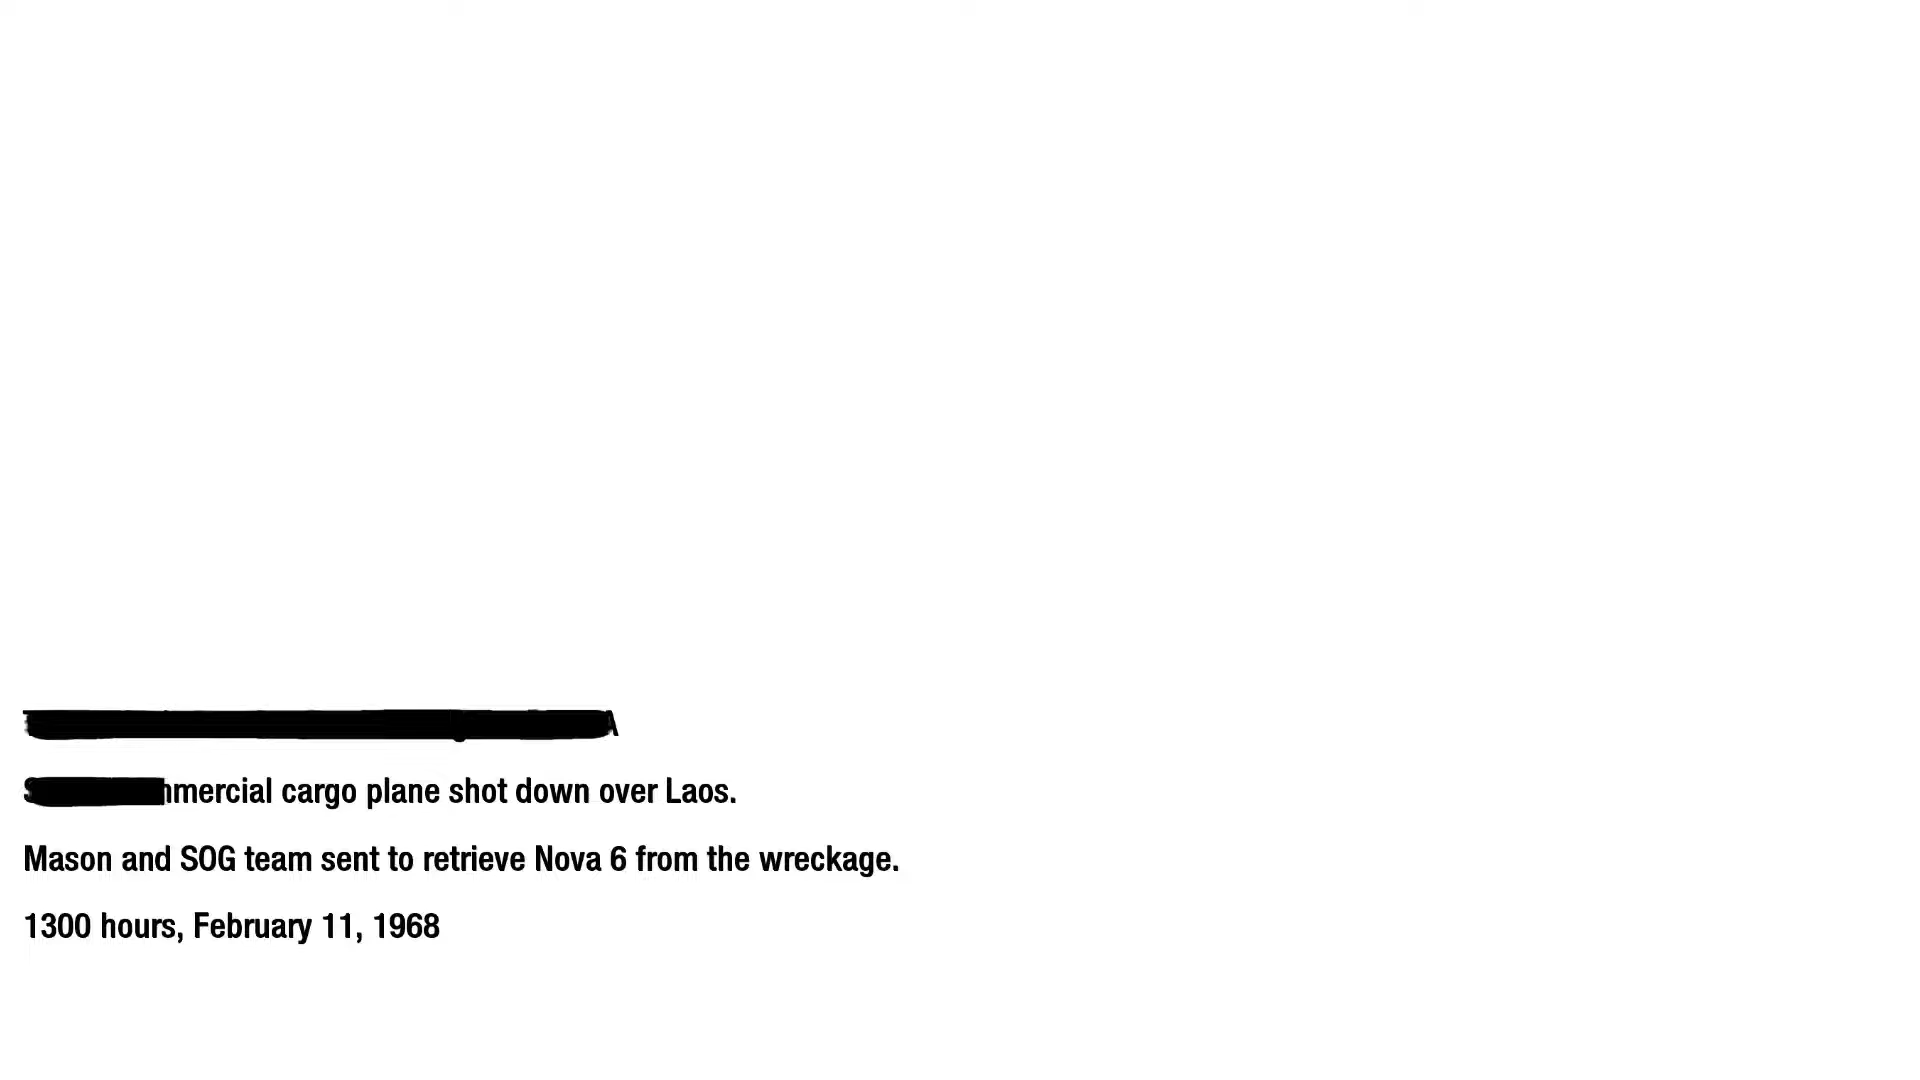 mmercial cargo plane shot down over Laos.
Mason and SOG team sent to retrieve Nova 6 from the wreckage.
1300 hours, February 11, 1968